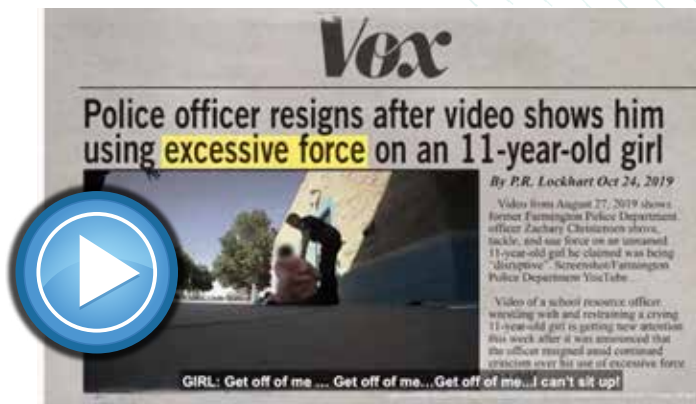 Vox
Police officer resigns after video shows him
using excessive force on an 11-year-old girl
By P.R. Lockhart Oct 24, 2019
Video from August 27, 2019 shows
former Farmington Police Department
officer Zachary Christensen shove,
tackle, and use force on an unnamed
11-year-old girl he claimed was being
"disruptive". Screenshot/Farmington
Police Department YouTube
Video of a school resource officer
wrestling with and restraining a crying
11-year-old girl is getting new attention
this week after it was announced that
the officer resigned amid continued
criticism over his use of excessive force
GIRL: Get off of me ... Get off of me...Get off of me...I can't sit up!